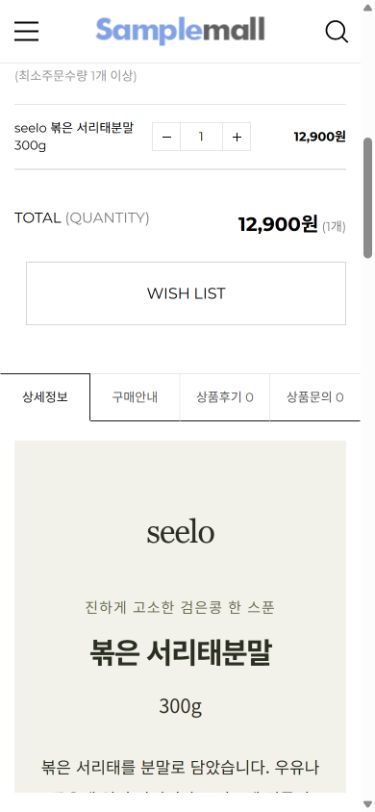 Samplemall
(최소주문수량 1개 이상)
seelo 볶은 서리태분말
300g
− 1 +
12,900원
TOTAL (QUANTITY)
12,900원 (1개)
WISH LIST
상세정보
구매안내
상품후기 0
상품문의 0
seelo
진하게 고소한 검은콩 한 스푼
볶은 서리태분말
300g
볶은 서리태를 분말로 담았습니다. 우유나